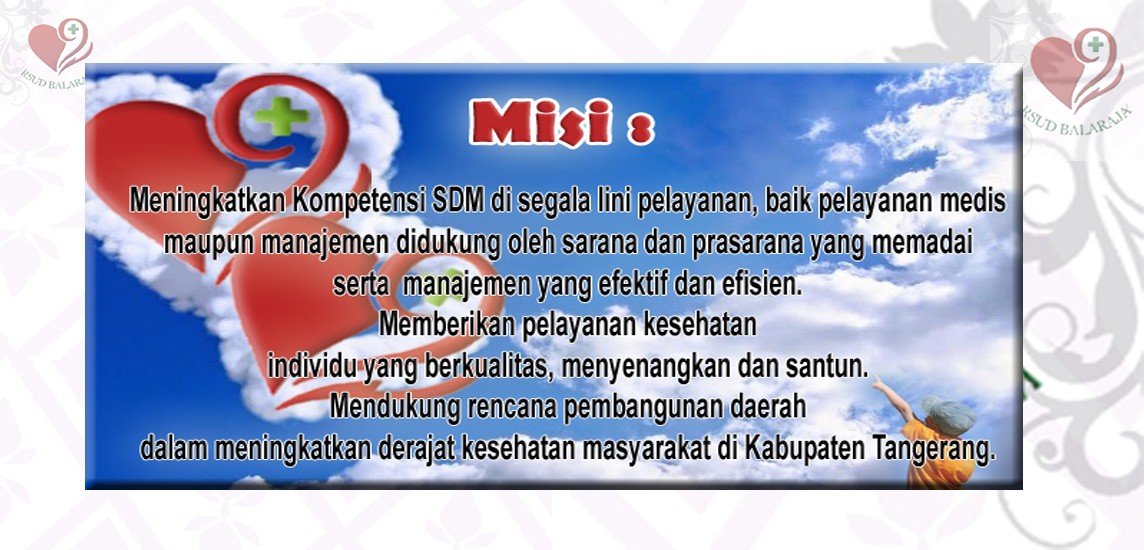 RSUD BALARAJA
Misi :
Meningkatkan Kompetensi SDM di segala lini pelayanan, baik pelayanan medis
maupun manajemen didukung oleh sarana dan prasarana yang memadai
serta manajemen yang efektif dan efisien.
Memberikan pelayanan kesehatan
individu yang berkualitas, menyenangkan dan santun.
Mendukung rencana pembangunan daerah
dalam meningkatkan derajat kesehatan masyarakat di Kabupaten Tangerang.